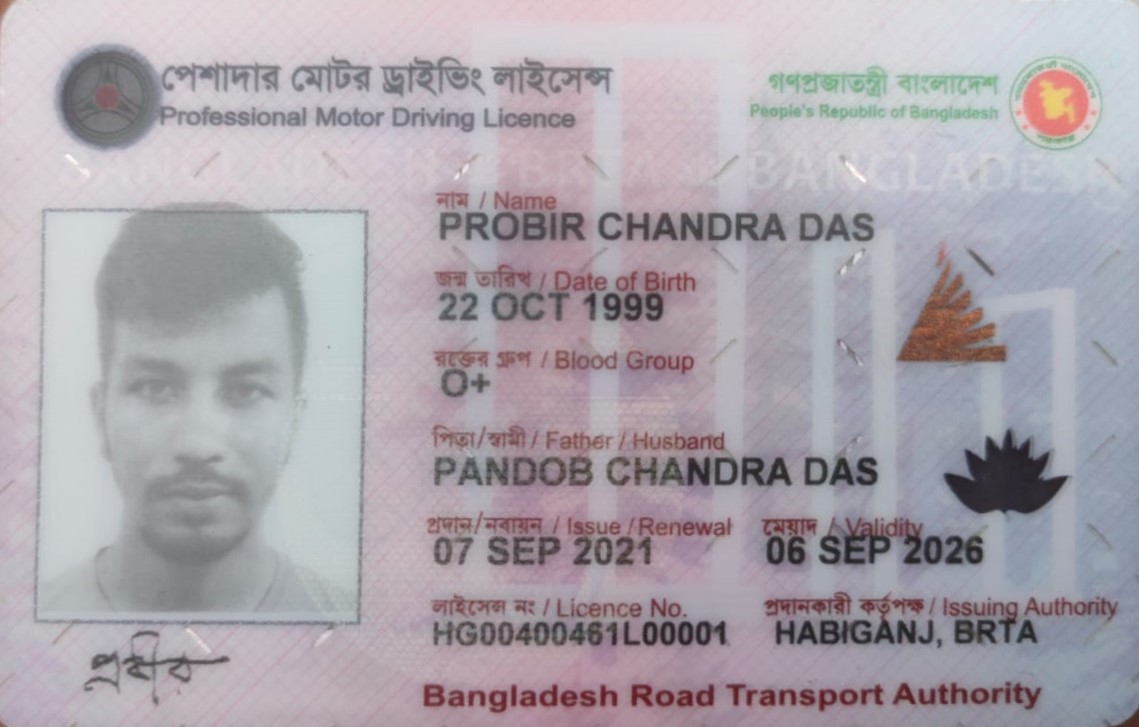 পেশাদার মোটর ড্রাইভিং লাইসেন্স
Professional Motor Driving Licence
গণপ্রজাতন্ত্রী বাংলাদেশ
People's Republic of Bangladesh
BRTA BANGLADESH
নাম / Name
PROBIR CHANDRA DAS
জন্ম তারিখ / Date of Birth
22 OCT 1999
রক্তের গ্রুপ / Blood Group
O+
পিতা/স্বামী / Father / Husband
PANDOB CHANDRA DAS
প্রদান/নবায়ন / Issue / Renewal মেয়াদ / Validity
07 SEP 2021 06 SEP 2026
লাইসেন্স নং / Licence No. প্রদানকারী কর্তৃপক্ষ / Issuing Authority
HG00400461L00001 HABIGANJ, BRTA
প্রবীর
Bangladesh Road Transport Authority